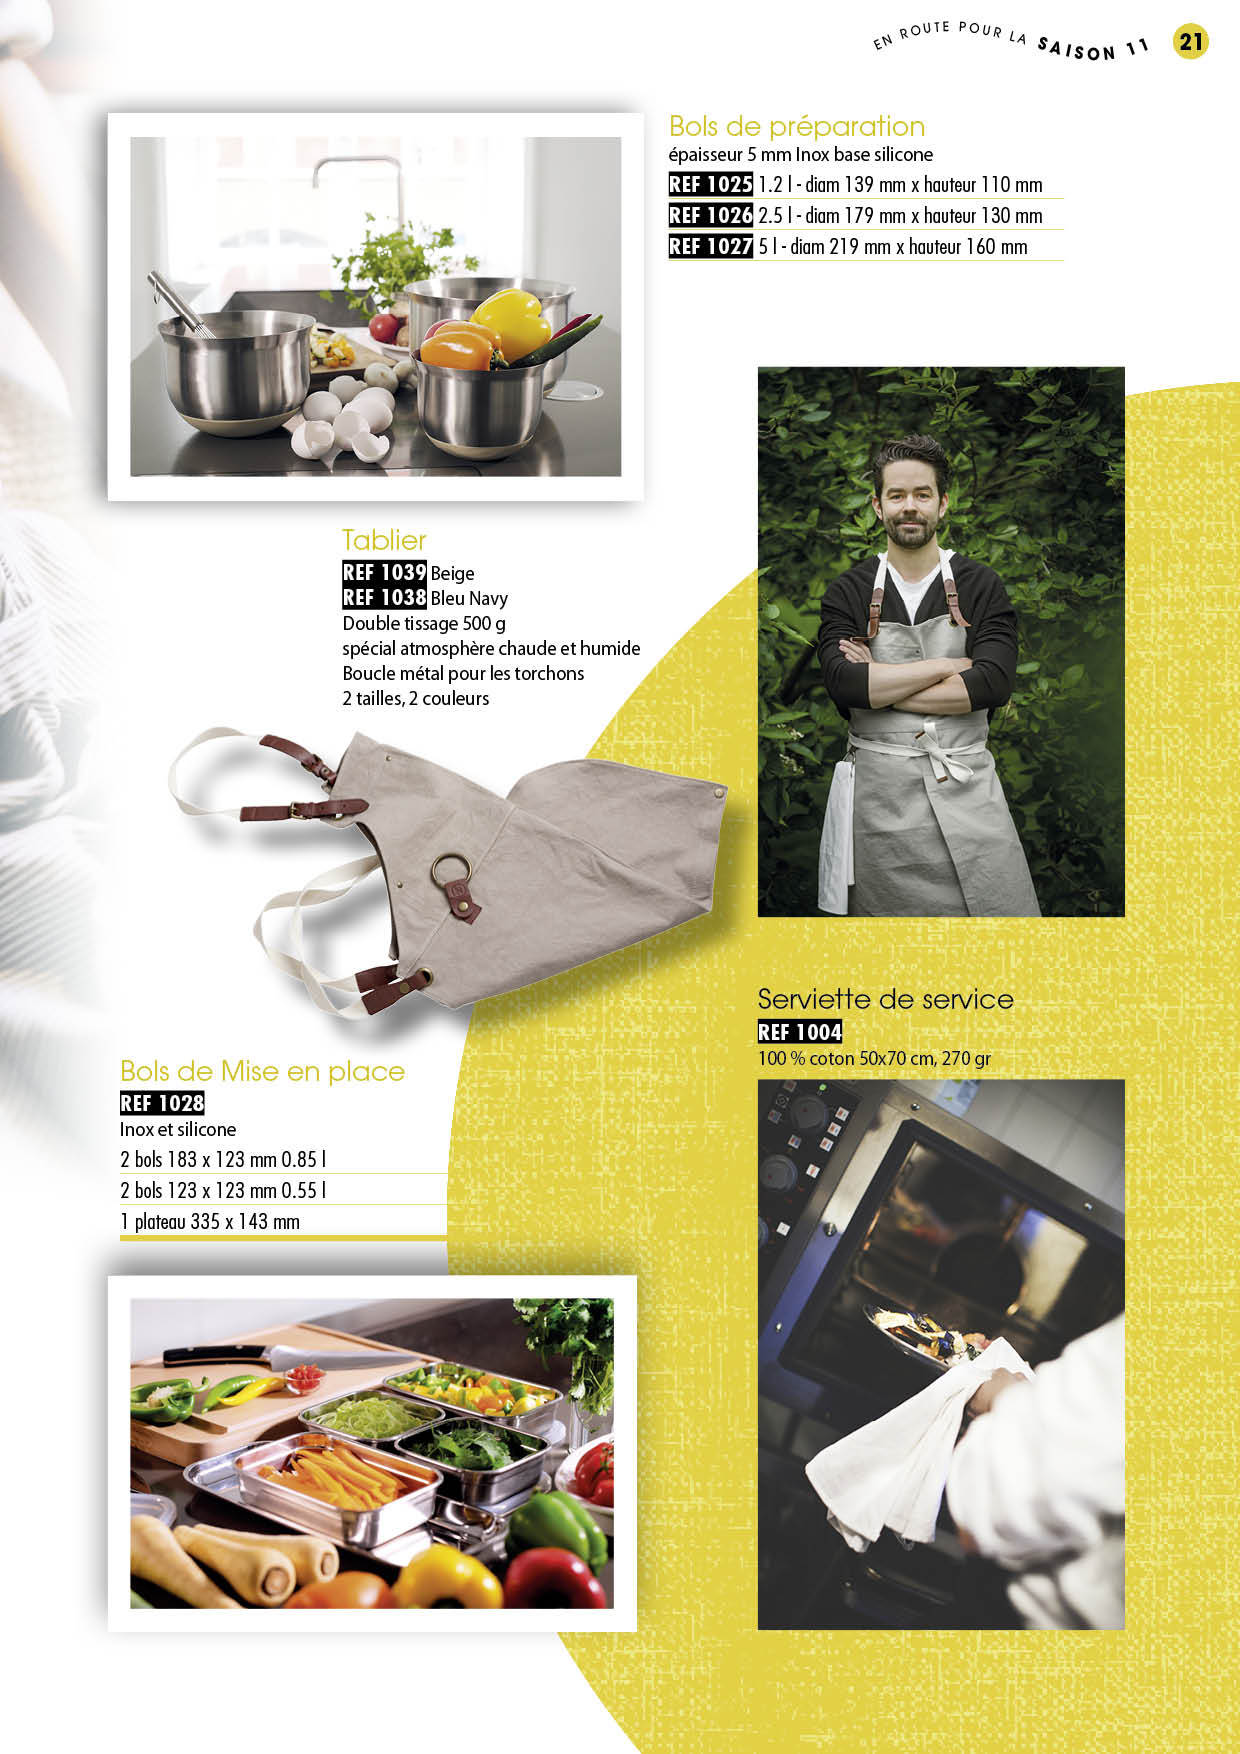 EN ROUTE POUR LA SAISON 11
21
Bols de préparation
épaisseur 5 mm Inox base silicone
REF 1025 1.2 l - diam 139 mm x hauteur 110 mm
REF 1026 2.5 l - diam 179 mm x hauteur 130 mm
REF 1027 5 l - diam 219 mm x hauteur 160 mm
Tablier
REF 1039 Beige
REF 1038 Bleu Navy
Double tissage 500 g
spécial atmosphère chaude et humide
Boucle métal pour les torchons
2 tailles, 2 couleurs
Serviette de service
REF 1004
100 % coton 50x70 cm, 270 gr
Bols de Mise en place
REF 1028
Inox et silicone
2 bols 183 x 123 mm 0.85 l
2 bols 123 x 123 mm 0.55 l
1 plateau 335 x 143 mm